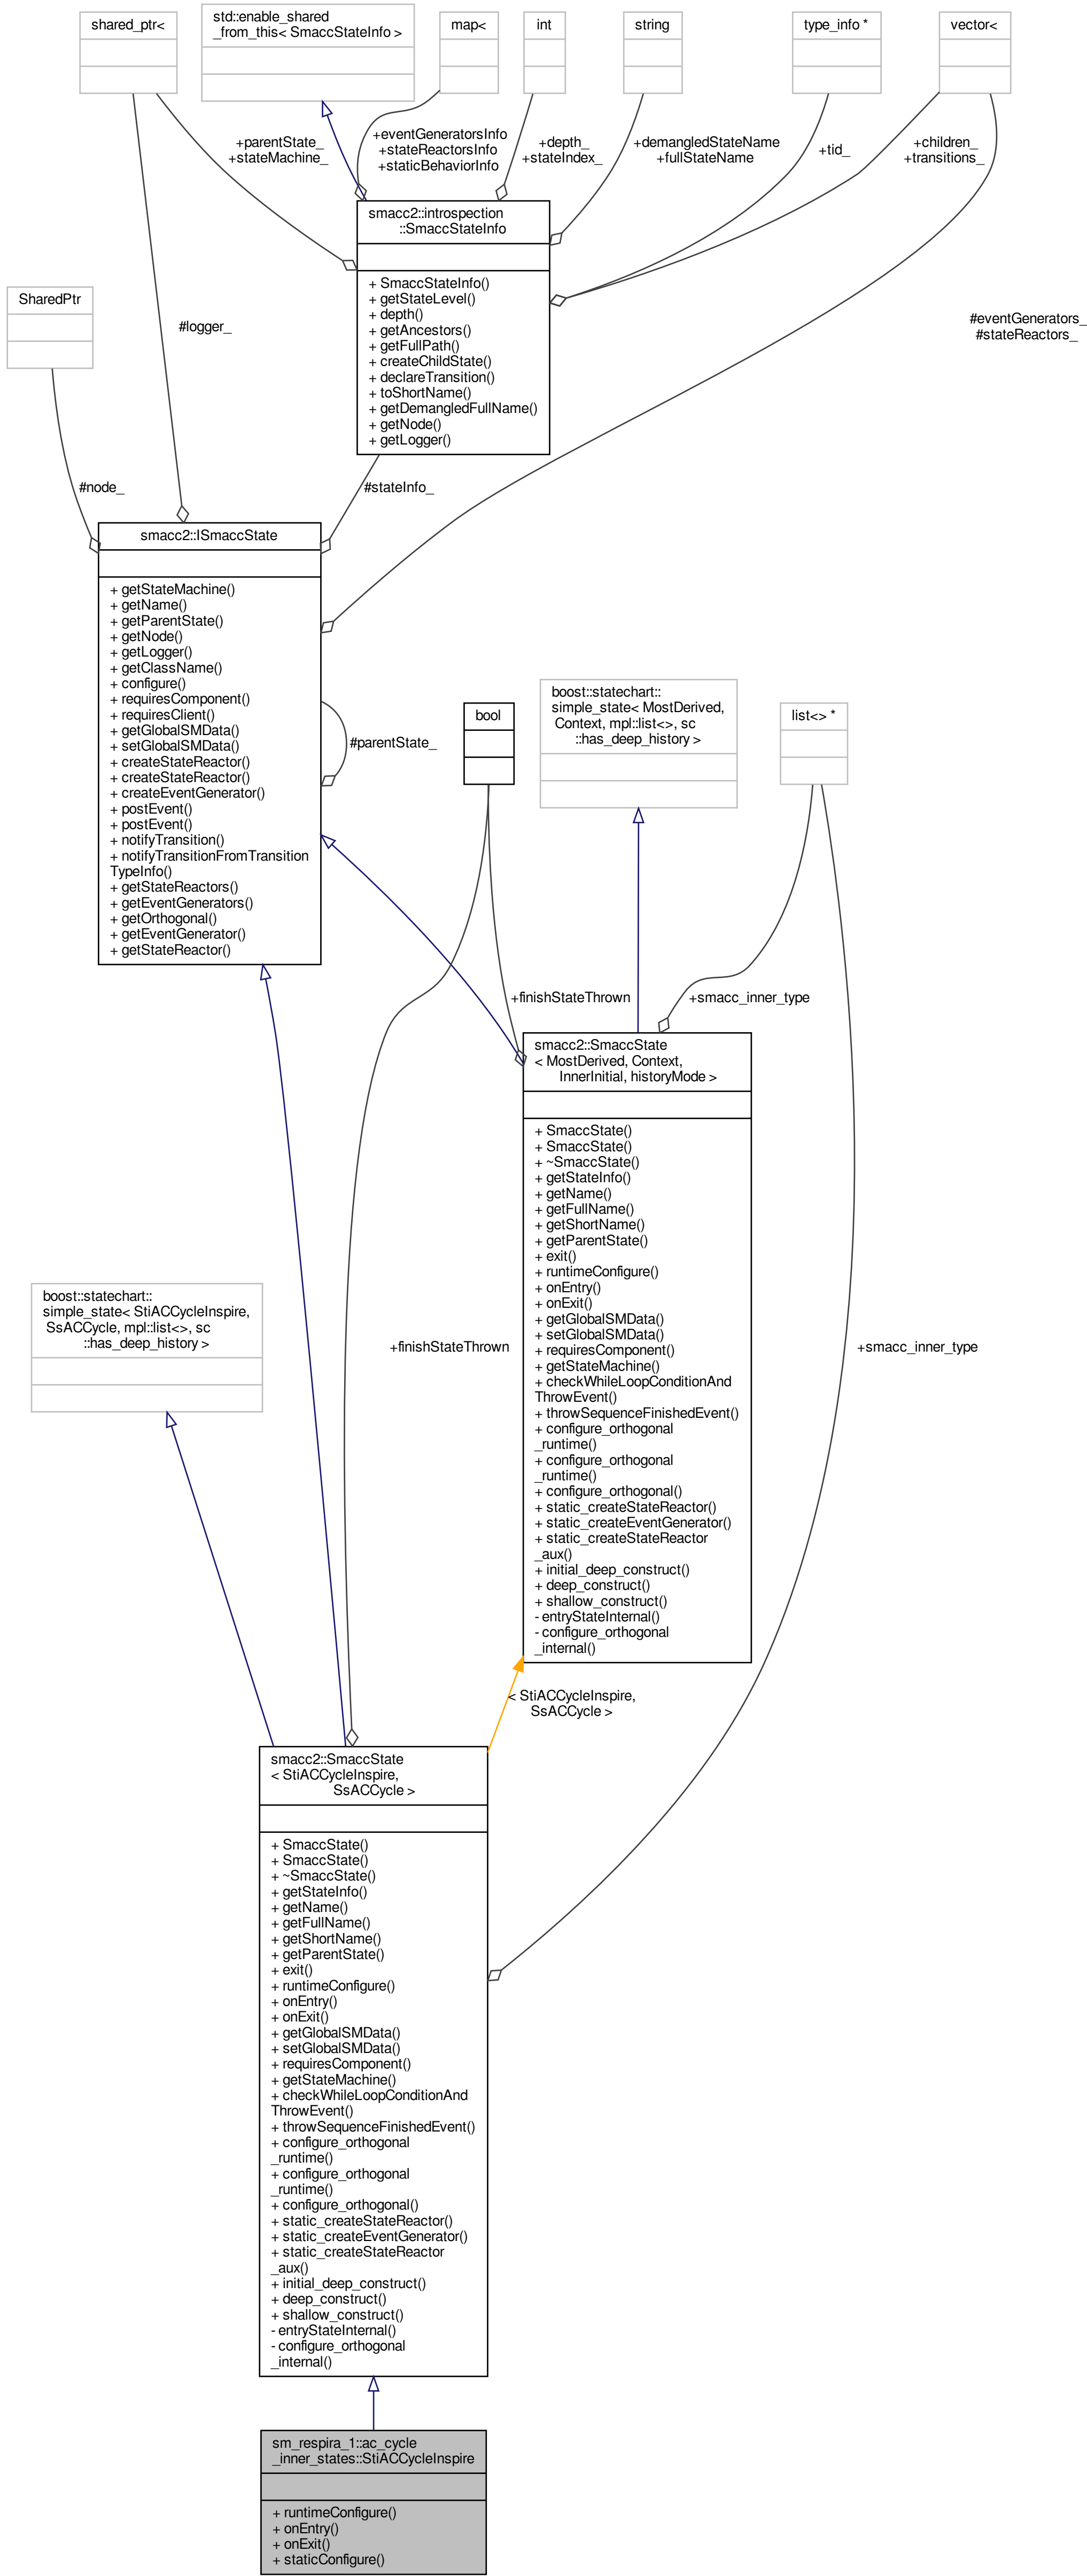 shared_ptr<
std::enable_shared
_from_this< SmaccStateInfo >
map<
int
string
type_info *
vector<
+parentState_
+stateMachine_
+eventGeneratorsInfo
+stateReactorsInfo
+staticBehaviorInfo
+depth_
+stateIndex_
+demangledStateName
+fullStateName
+tid_
+children_
+transitions_
smacc2::introspection
::SmaccStateInfo
+ SmaccStateInfo()
+ getStateLevel()
+ depth()
+ getAncestors()
+ getFullPath()
+ createChildState()
+ declareTransition()
+ toShortName()
+ getDemangledFullName()
+ getNode()
+ getLogger()
SharedPtr
#logger_
#eventGenerators_
#stateReactors_
#node_
#stateInfo_
smacc2::ISmaccState
+ getStateMachine()
+ getName()
+ getParentState()
+ getNode()
+ getLogger()
+ getClassName()
+ configure()
+ requiresComponent()
+ requiresClient()
+ getGlobalSMData()
+ setGlobalSMData()
+ createStateReactor()
+ createStateReactor()
+ createEventGenerator()
+ postEvent()
+ postEvent()
+ notifyTransition()
+ notifyTransitionFromTransition
TypeInfo()
+ getStateReactors()
+ getEventGenerators()
+ getOrthogonal()
+ getEventGenerator()
+ getStateReactor()
#parentState_
bool
boost::statechart::
simple_state< MostDerived,
Context, mpl::list<>, sc
::has_deep_history >
list<> *
+finishStateThrown
+smacc_inner_type
smacc2::SmaccState
< MostDerived, Context,
InnerInitial, historyMode >
+ SmaccState()
+ SmaccState()
+ ~SmaccState()
+ getStateInfo()
+ getName()
+ getFullName()
+ getShortName()
+ getParentState()
+ exit()
+ runtimeConfigure()
+ onEntry()
+ onExit()
+ getGlobalSMData()
+ setGlobalSMData()
+ requiresComponent()
+ getStateMachine()
+ checkWhileLoopConditionAnd
ThrowEvent()
+ throwSequenceFinishedEvent()
+ configure_orthogonal
_runtime()
+ configure_orthogonal
_runtime()
+ configure_orthogonal()
+ static_createStateReactor()
+ static_createEventGenerator()
+ static_createStateReactor
_aux()
+ initial_deep_construct()
+ deep_construct()
+ shallow_construct()
- entryStateInternal()
- configure_orthogonal
_internal()
boost::statechart::
simple_state< StiACCycleInspire,
SsACCycle, mpl::list<>, sc
::has_deep_history >
+finishStateThrown
+smacc_inner_type
< StiACCycleInspire,
SsACCycle >
smacc2::SmaccState
< StiACCycleInspire,
SsACCycle >
+ SmaccState()
+ SmaccState()
+ ~SmaccState()
+ getStateInfo()
+ getName()
+ getFullName()
+ getShortName()
+ getParentState()
+ exit()
+ runtimeConfigure()
+ onEntry()
+ onExit()
+ getGlobalSMData()
+ setGlobalSMData()
+ requiresComponent()
+ getStateMachine()
+ checkWhileLoopConditionAnd
ThrowEvent()
+ throwSequenceFinishedEvent()
+ configure_orthogonal
_runtime()
+ configure_orthogonal
_runtime()
+ configure_orthogonal()
+ static_createStateReactor()
+ static_createEventGenerator()
+ static_createStateReactor
_aux()
+ initial_deep_construct()
+ deep_construct()
+ shallow_construct()
- entryStateInternal()
- configure_orthogonal
_internal()
sm_respira_1::ac_cycle
_inner_states::StiACCycleInspire
+ runtimeConfigure()
+ onEntry()
+ onExit()
+ staticConfigure()